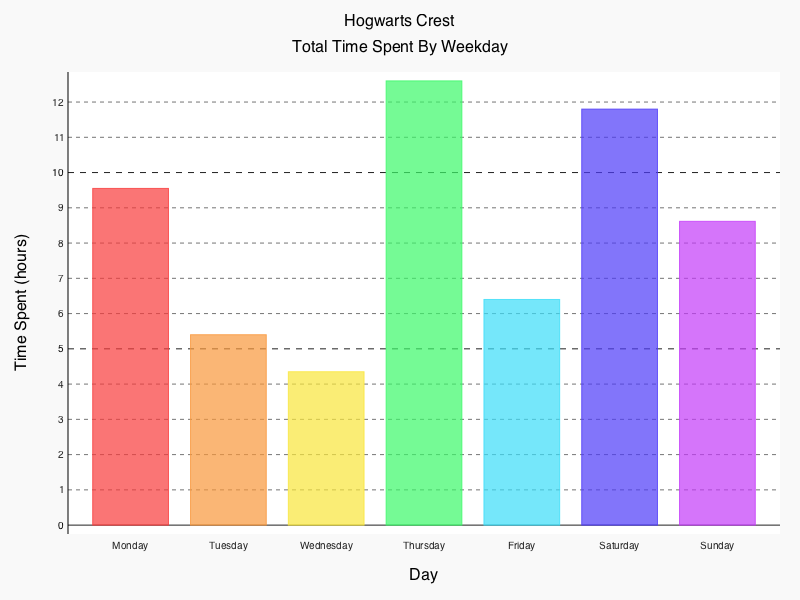 Hogwarts Crest
Total Time Spent By Weekday
Time Spent (hours)
12
11
10
9
8
7
6
5
4
3
2
1
0
Monday Tuesday Wednesday Thursday Friday Saturday Sunday
Day